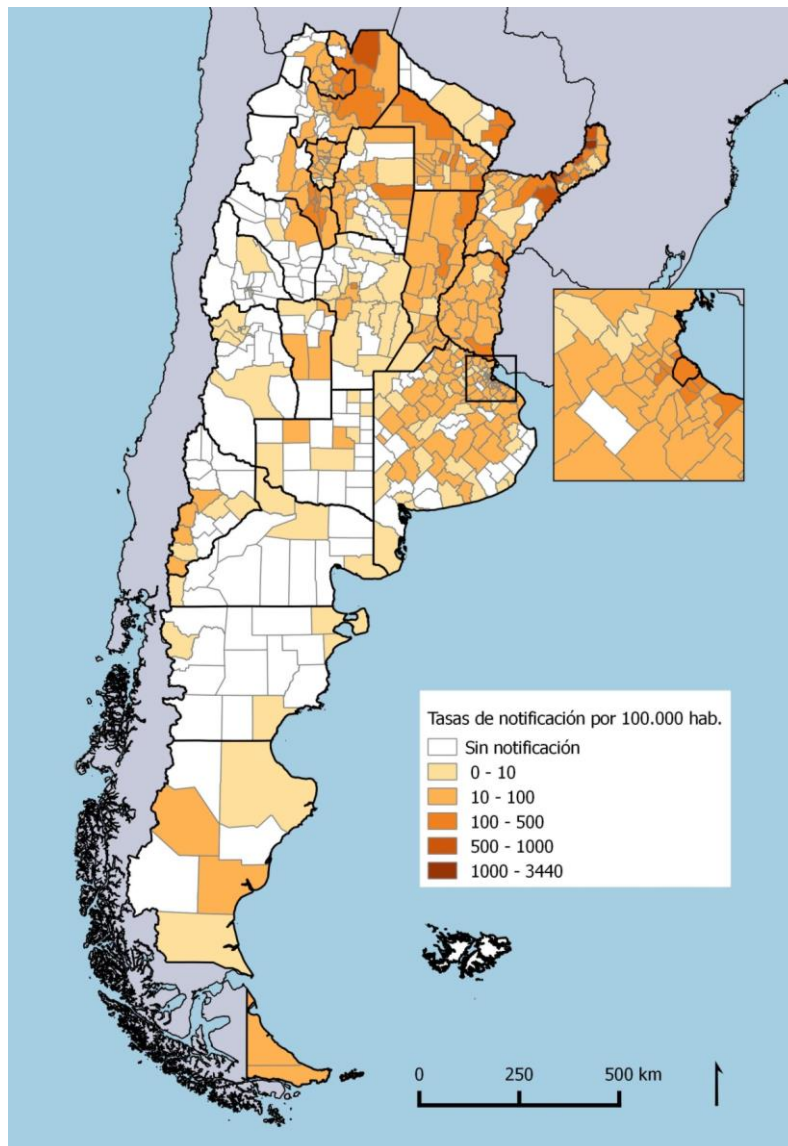 Tasas de notificación por 100.000 hab.
Sin notificación
0 - 10
10 - 100
100 - 500
500 - 1000
1000 - 3440
0 250 500 km